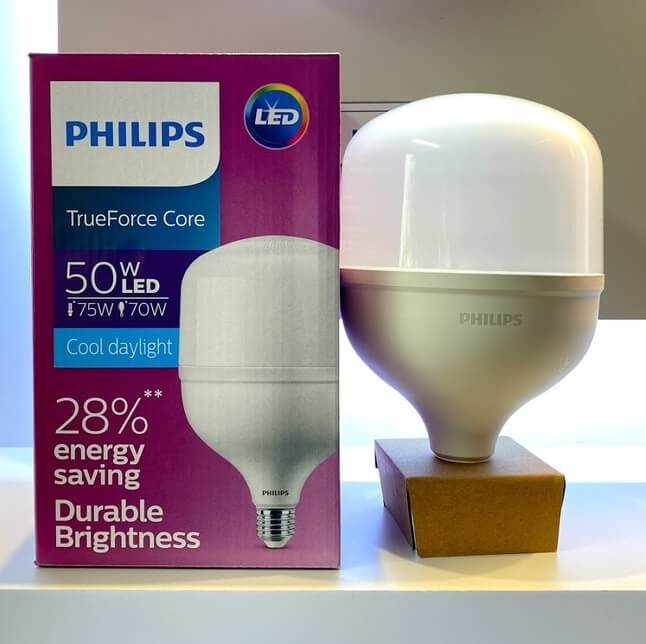 PHILIPS
LED
TrueForce Core
50W LED
75W 70W
Cool daylight
28%**
energy
saving
Durable
Brightness
PHILIPS
PHILIPS